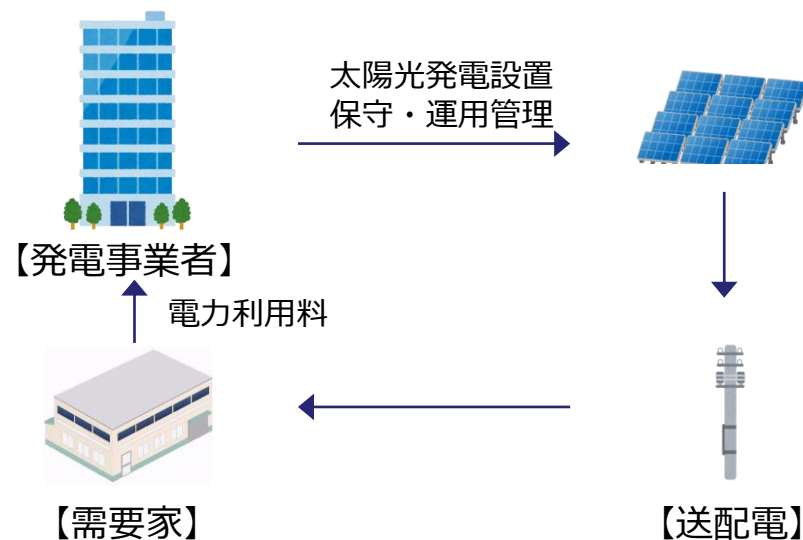 太陽光発電設置
保守・運用管理
【発電事業者】
電力利用料
【需要家】
【送配電】